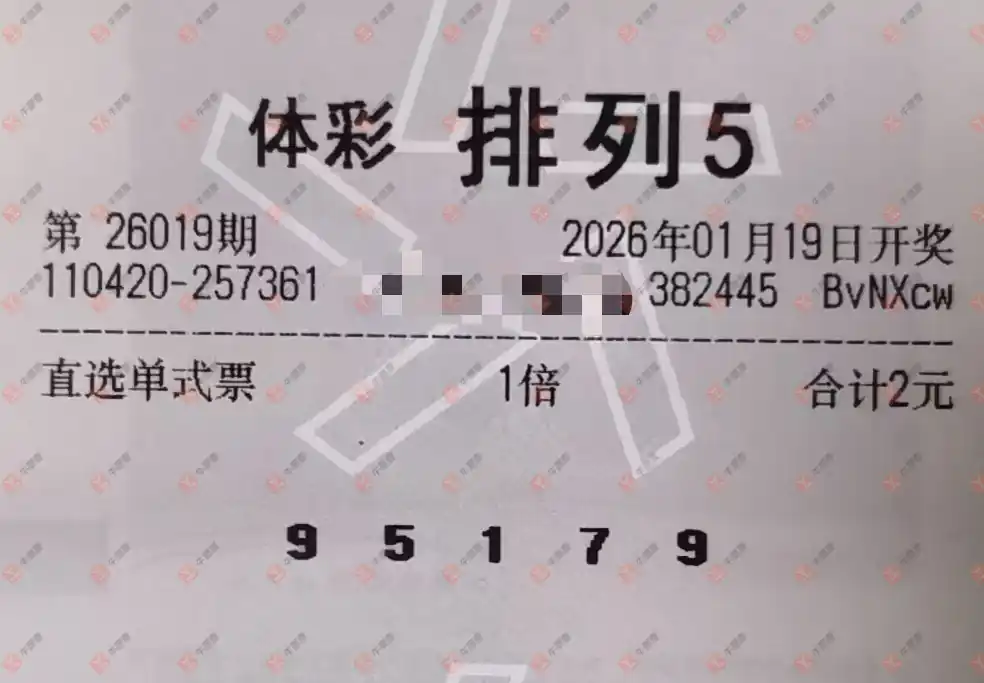 体彩 排列5
第 26019期 2026年01月19日开奖
110420-257361 382445 BvNXcw
直选单式票 1倍 合计2元
9 5 1 7 9